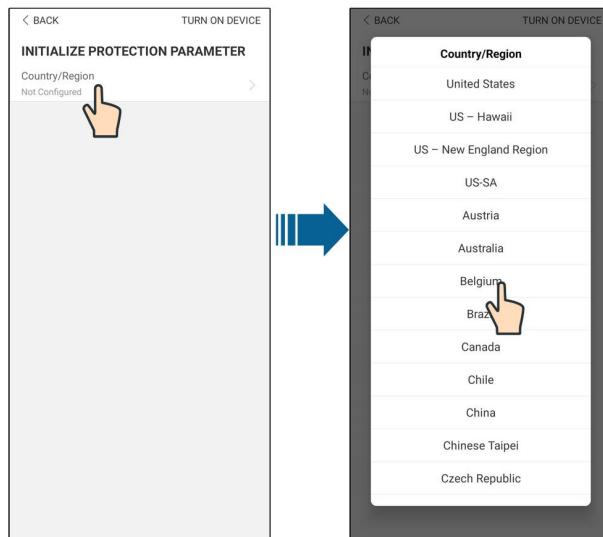 < BACK TURN ON DEVICE
INITIALIZE PROTECTION PARAMETER
Country/Region
Not Configured
< BACK TURN ON DEVICE
Country/Region
United States
US – Hawaii
US – New England Region
US-SA
Austria
Australia
Belgium
Braz
Canada
Chile
China
Chinese Taipei
Czech Republic